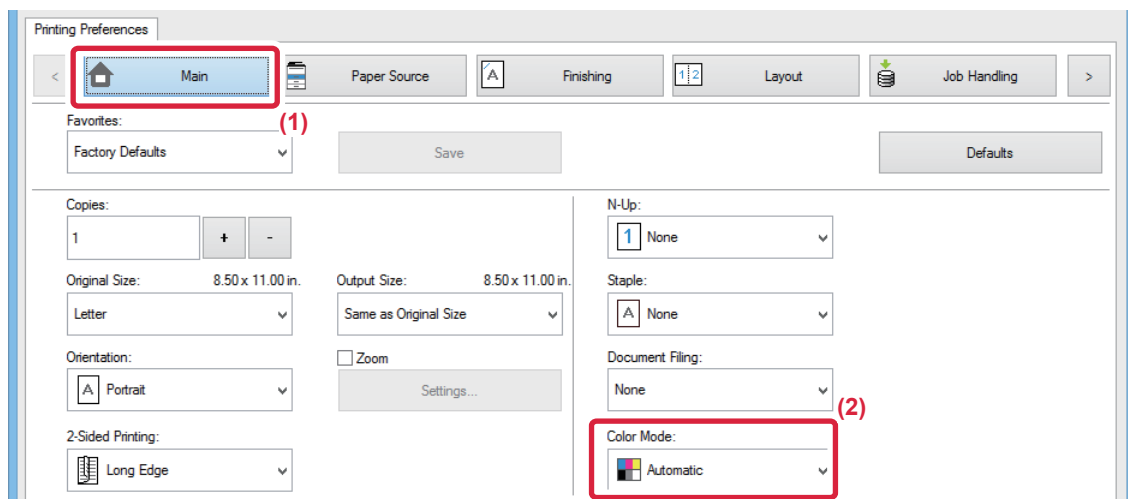 Printing Preferences
< Main Paper Source A Finishing 1 2 Layout Job Handling >
(1)
Favorites:
Factory Defaults Save Defaults
Copies: N-Up:
1 + - 1 None
Original Size: 8.50 x 11.00 in. Output Size: 8.50 x 11.00 in. Staple:
Letter Same as Original Size A None
Orientation: Zoom Document Filing:
A Portrait Settings... None
(2)
2-Sided Printing: Color Mode:
Long Edge Automatic